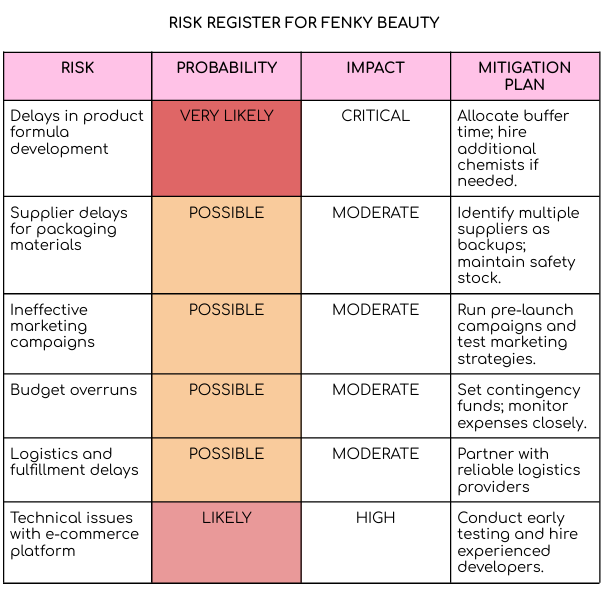 RISK REGISTER FOR FENKY BEAUTY
RISK
PROBABILITY
IMPACT
MITIGATION
PLAN
Delays in product
formula
development
VERY LIKELY
CRITICAL
Allocate buffer
time; hire
additional
chemists if
needed.
Supplier delays
for packaging
materials
POSSIBLE
MODERATE
Identify multiple
suppliers as
backups;
maintain safety
stock.
Ineffective
marketing
campaigns
POSSIBLE
MODERATE
Run pre-launch
campaigns and
test marketing
strategies.
Budget overruns
POSSIBLE
MODERATE
Set contingency
funds; monitor
expenses closely.
Logistics and
fulfillment delays
POSSIBLE
MODERATE
Partner with
reliable logistics
providers
Technical issues
with e-commerce
platform
LIKELY
HIGH
Conduct early
testing and hire
experienced
developers.